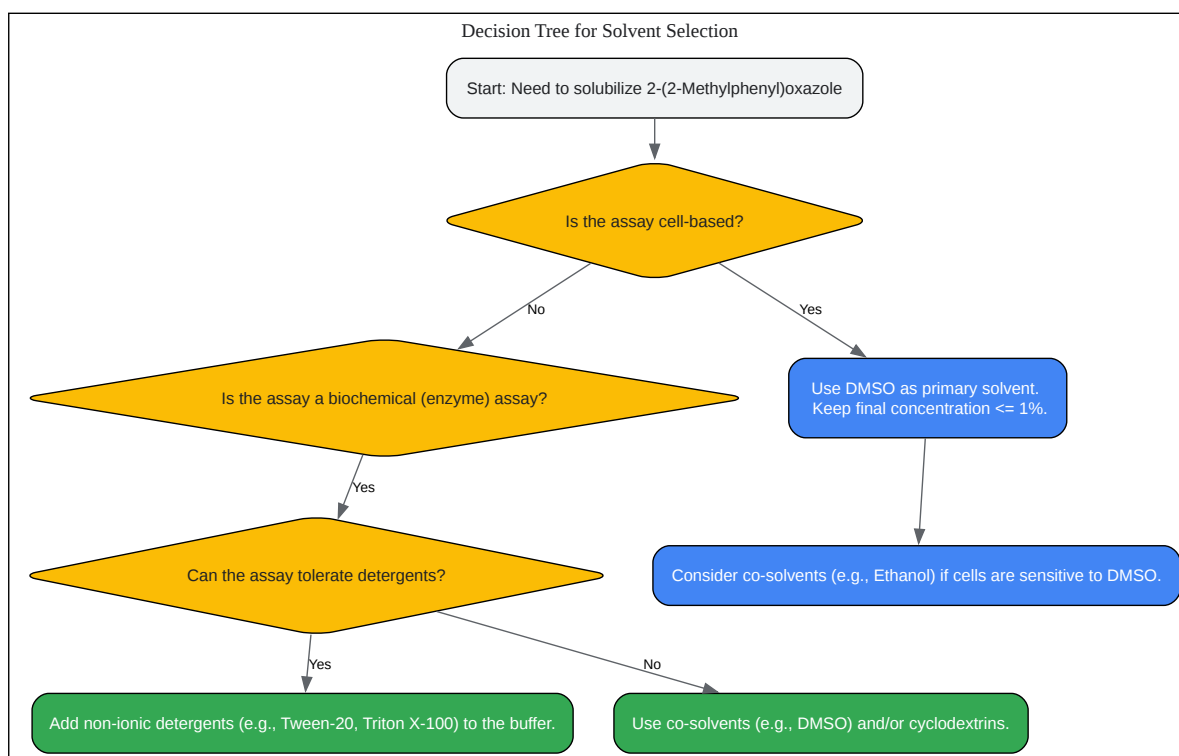 Decision Tree for Solvent Selection
Start: Need to solubilize 2-(2-Methylphenyl)oxazole
Is the assay cell-based?
No
Yes
Is the assay a biochemical (enzyme) assay?
Use DMSO as primary solvent.
Keep final concentration <= 1%.
Yes
Can the assay tolerate detergents?
Consider co-solvents (e.g., Ethanol) if cells are sensitive to DMSO.
Yes
No
Add non-ionic detergents (e.g., Tween-20, Triton X-100) to the buffer.
Use co-solvents (e.g., DMSO) and/or cyclodextrins.